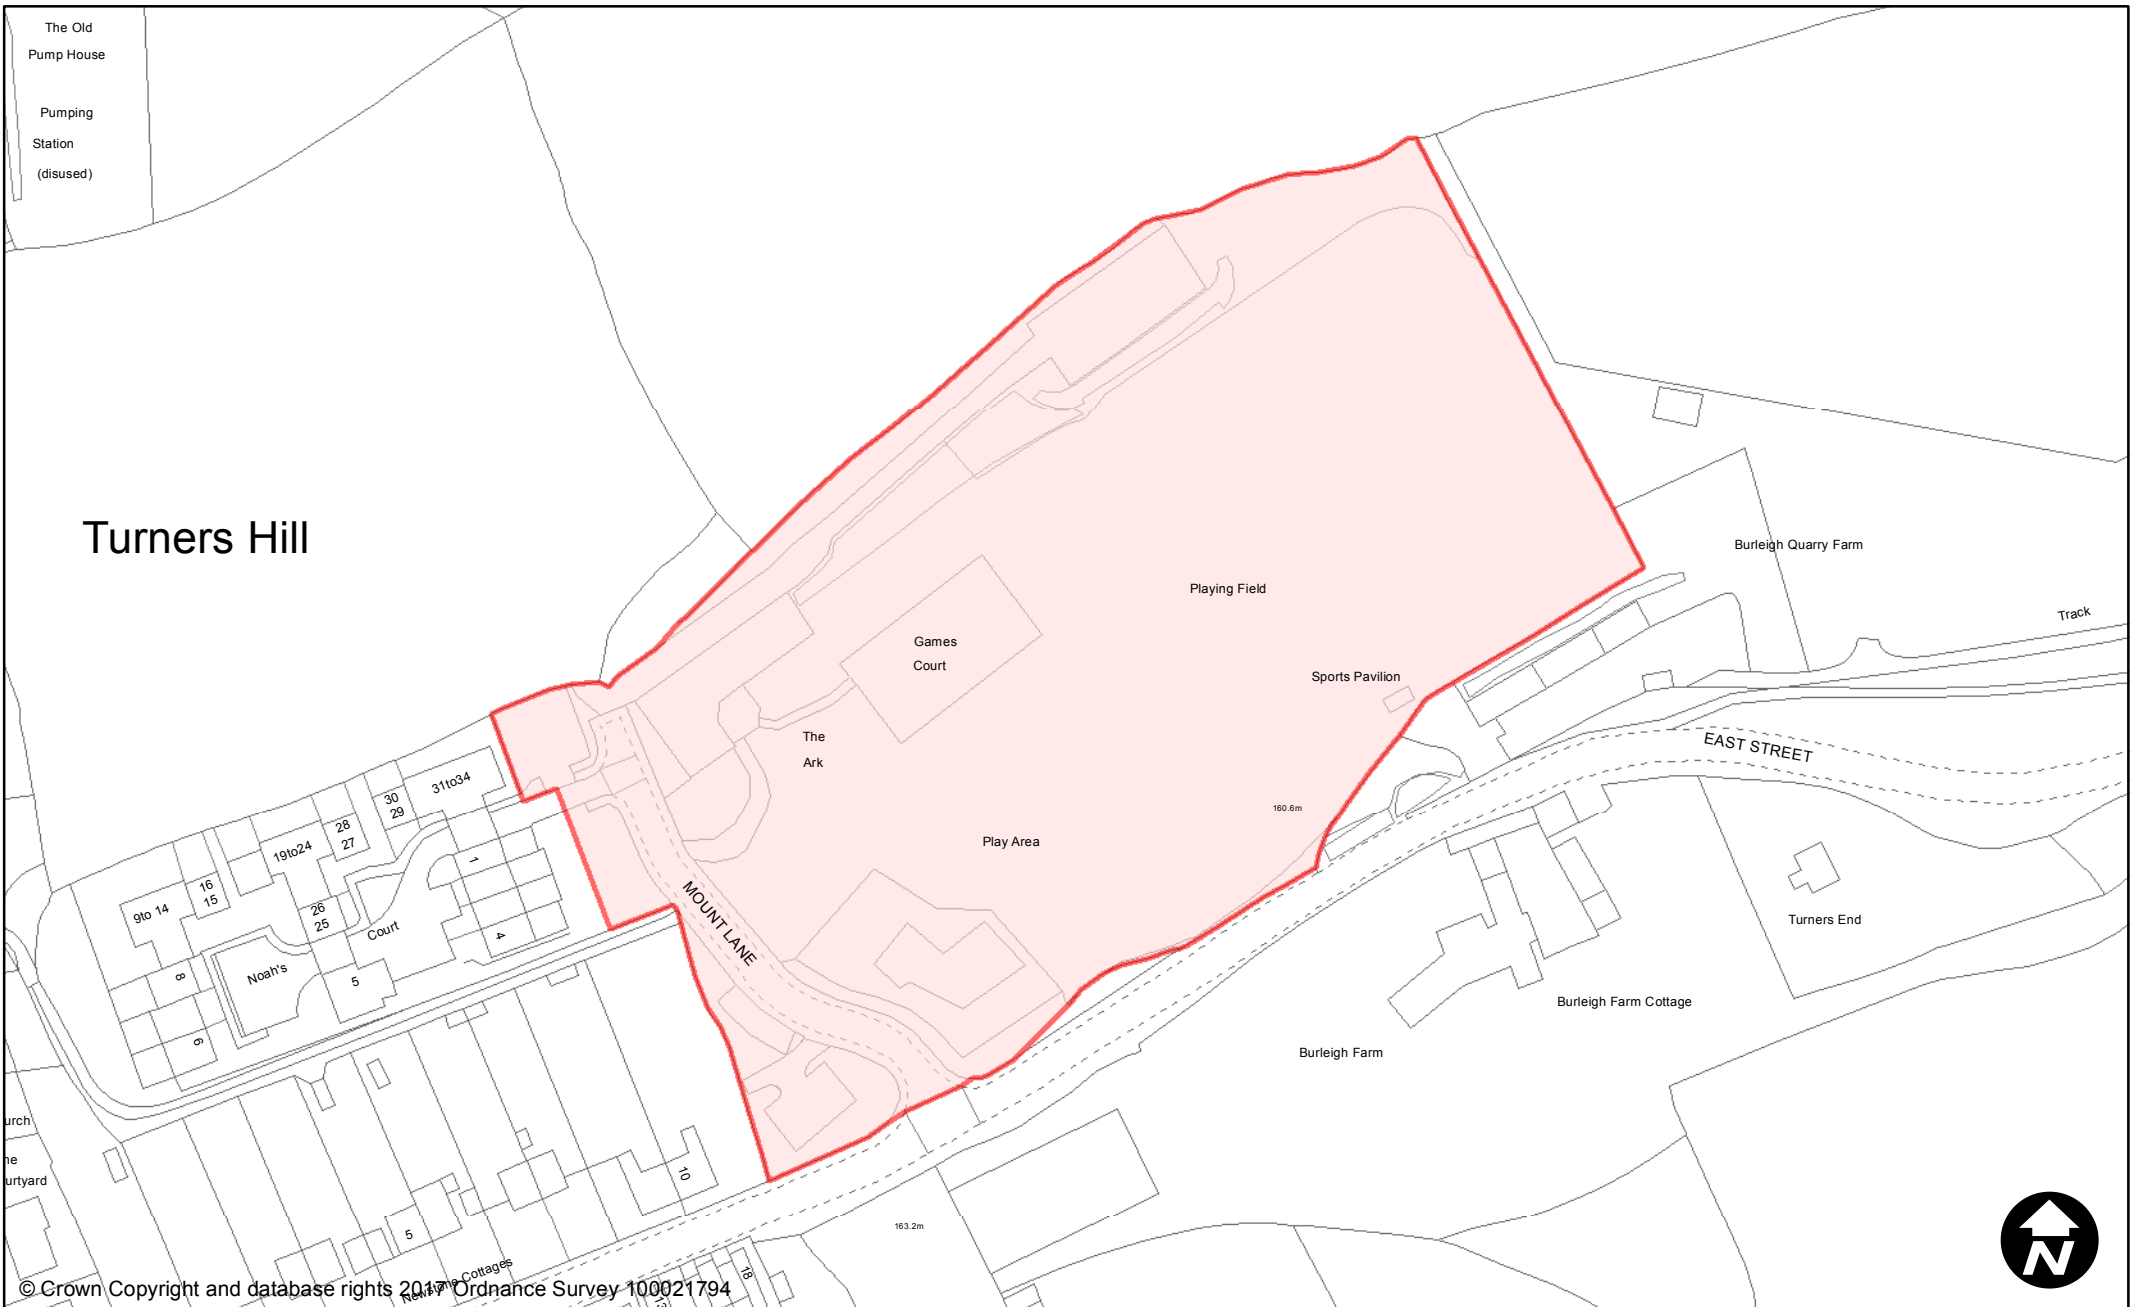 The Old
Pump House
Pumping
Station
(disused)
Turners Hill
Burleigh Quarry Farm
Playing Field
Track
Games
Court
Sports Pavilion
The
Ark
EAST STREET
31to34
30
29
28
27
19to24
160.6m
Play Area
1
16
15
9to 14
26
25
MOUNT LANE
Court
4
Turners End
Noah's
8
5
Burleigh Farm Cottage
6
Burleigh Farm
urch
he
urtyard
10
163.2m
5
Newstone Cottages
18
© Crown Copyright and database rights 2017 Ordnance Survey 100021794
N